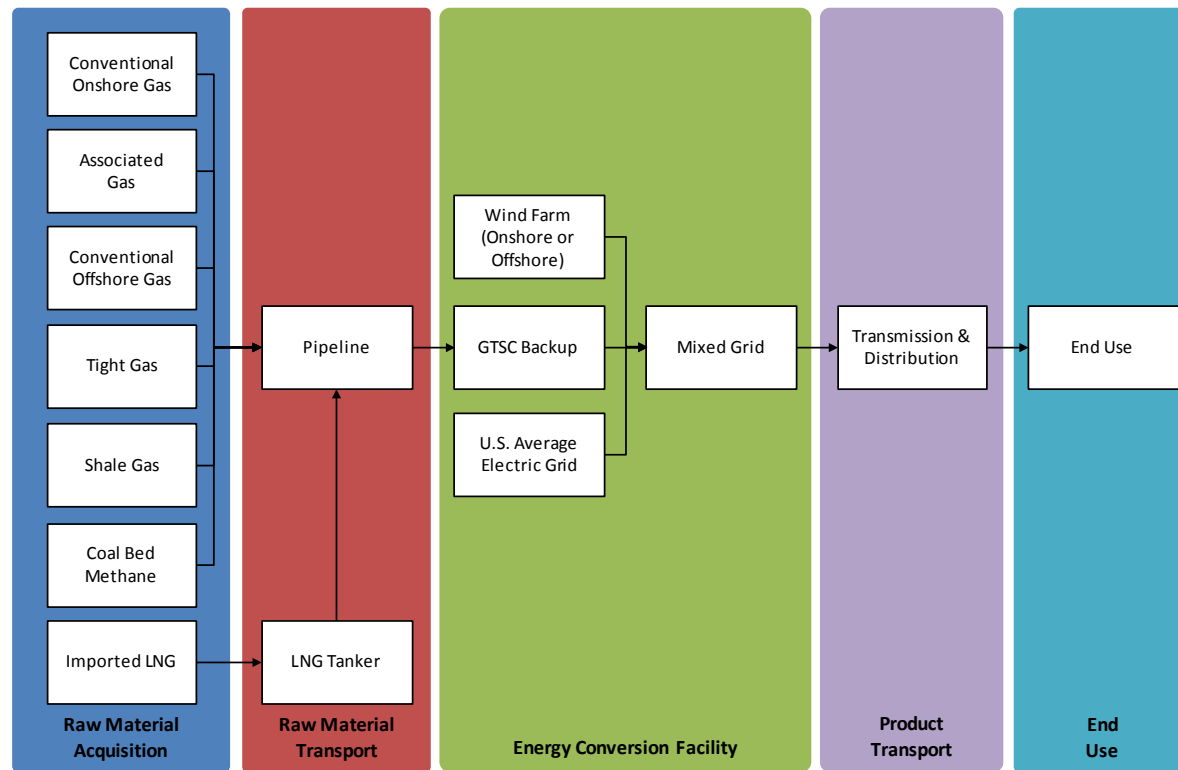 Conventional
Onshore Gas
Associated
Gas
Conventional
Offshore Gas
Tight Gas
Shale Gas
Coal Bed
Methane
Imported LNG
Raw Material
Acquisition
Pipeline
LNG Tanker
Raw Material
Transport
Wind Farm
(Onshore or
Offshore)
GTSC Backup
U.S. Average
Electric Grid
Mixed Grid
Energy Conversion Facility
Transmission &
Distribution
Product
Transport
End Use
End
Use